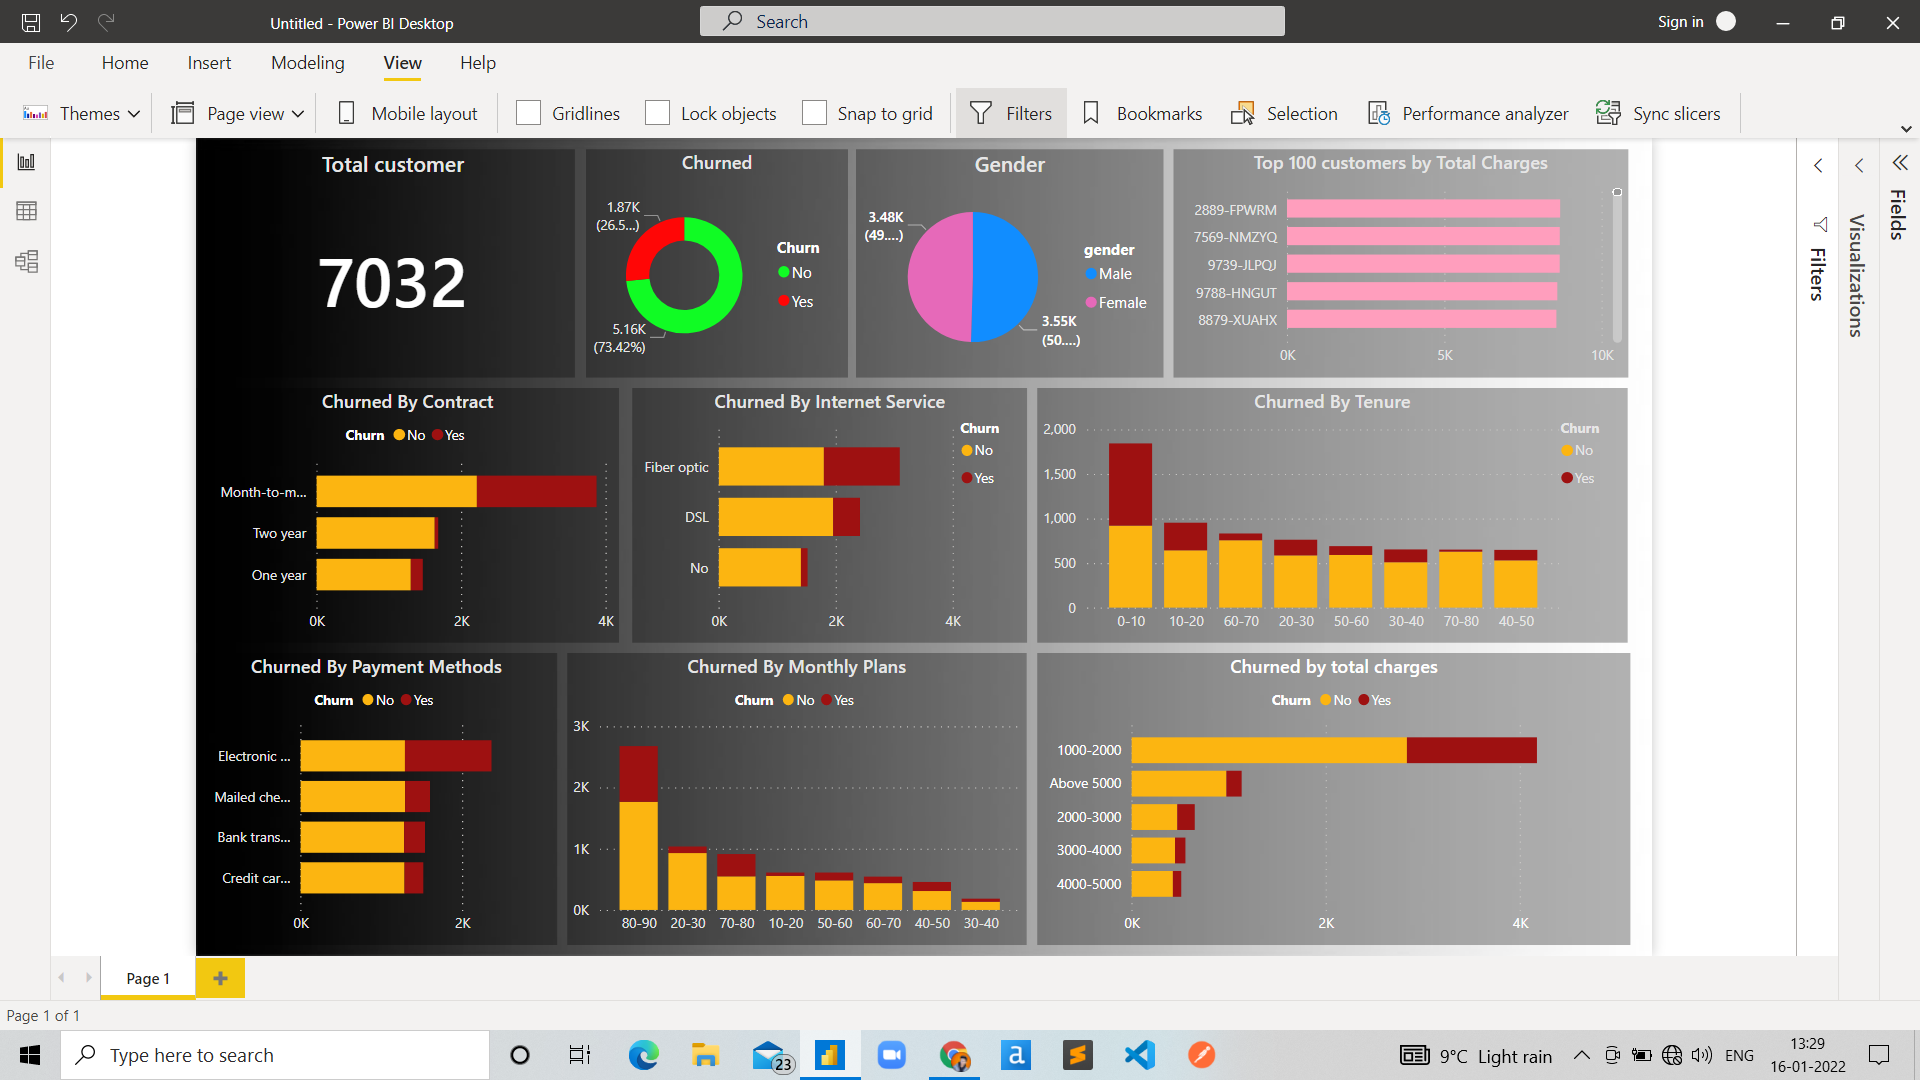 Untitled - Power BI Desktop
Search
Sign in
File Home Insert Modeling View Help
Themes Page view Mobile layout Gridlines Lock objects Snap to grid Filters Bookmarks Selection Performance analyzer Sync slicers
Total customer
7032
Churned
1.87K
(26.5...)
5.16K
(73.42%)
Churn
No
Yes
Gender
3.48K
(49....)
3.55K
(50....)
gender
Male
Female
Top 100 customers by Total Charges
2889-FPWRM
7569-NMZYQ
9739-JLPQJ
9788-HNGUT
8879-XUAHX
0K 5K 10K
Churned By Contract
Churn No Yes
Month-to-m...
Two year
One year
0K 2K 4K
Churned By Internet Service
Churn
No
Yes
Fiber optic
DSL
No
0K 2K 4K
Churned By Tenure
Churn
No
Yes
2,000
1,500
1,000
500
0
0-10 10-20 60-70 20-30 50-60 30-40 70-80 40-50
Churned By Payment Methods
Churn No Yes
Electronic ...
Mailed che...
Bank trans...
Credit car...
0K 2K
Churned By Monthly Plans
Churn No Yes
3K
2K
1K
0K
80-90 20-30 70-80 10-20 50-60 60-70 40-50 30-40
Churned by total charges
Churn No Yes
1000-2000
Above 5000
2000-3000
3000-4000
4000-5000
0K 2K 4K
Filters
Visualizations
Fields
Page 1
Page 1 of 1
Type here to search
23
9°C Light rain
ENG
13:29
16-01-2022